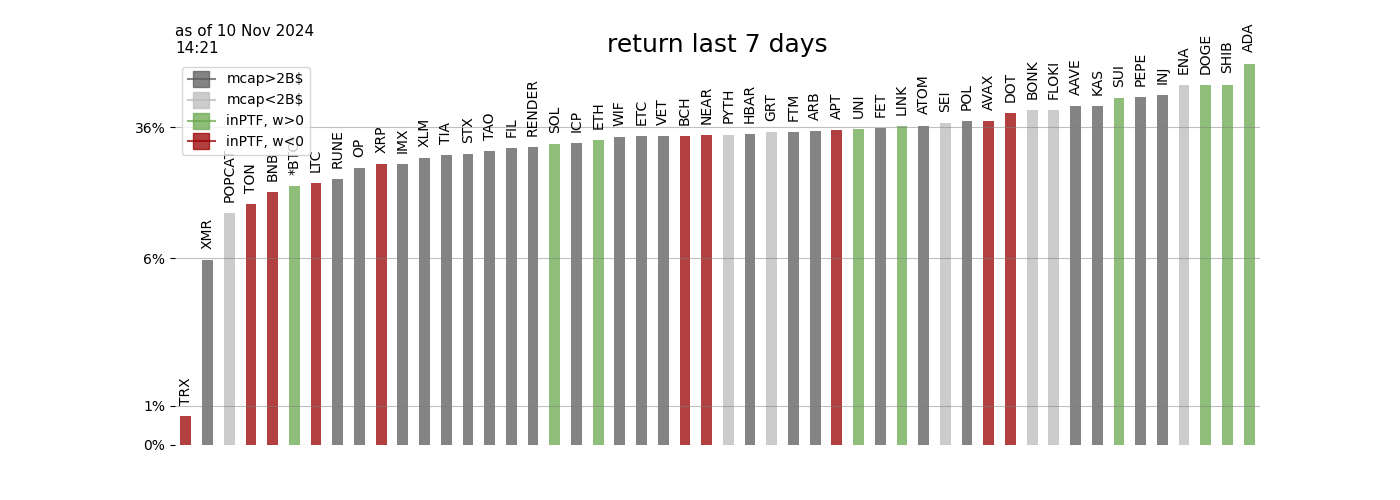 as of 10 Nov 2024
14:21
return last 7 days
mcap>2B$
mcap<2B$
inPTF, w>0
inPTF, w<0
36%
6%
1%
0%
TRX
XMR
POPCAT
TON
BNB
*BTC
LTC
RUNE
OP
XRP
IMX
XLM
TIA
STX
TAO
FIL
RENDER
SOL
ICP
ETH
WIF
ETC
VET
BCH
NEAR
PYTH
HBAR
GRT
FTM
ARB
APT
UNI
FET
LINK
ATOM
SEI
POL
AVAX
DOT
BONK
FLOKI
AAVE
KAS
SUI
PEPE
INJ
ENA
DOGE
SHIB
ADA